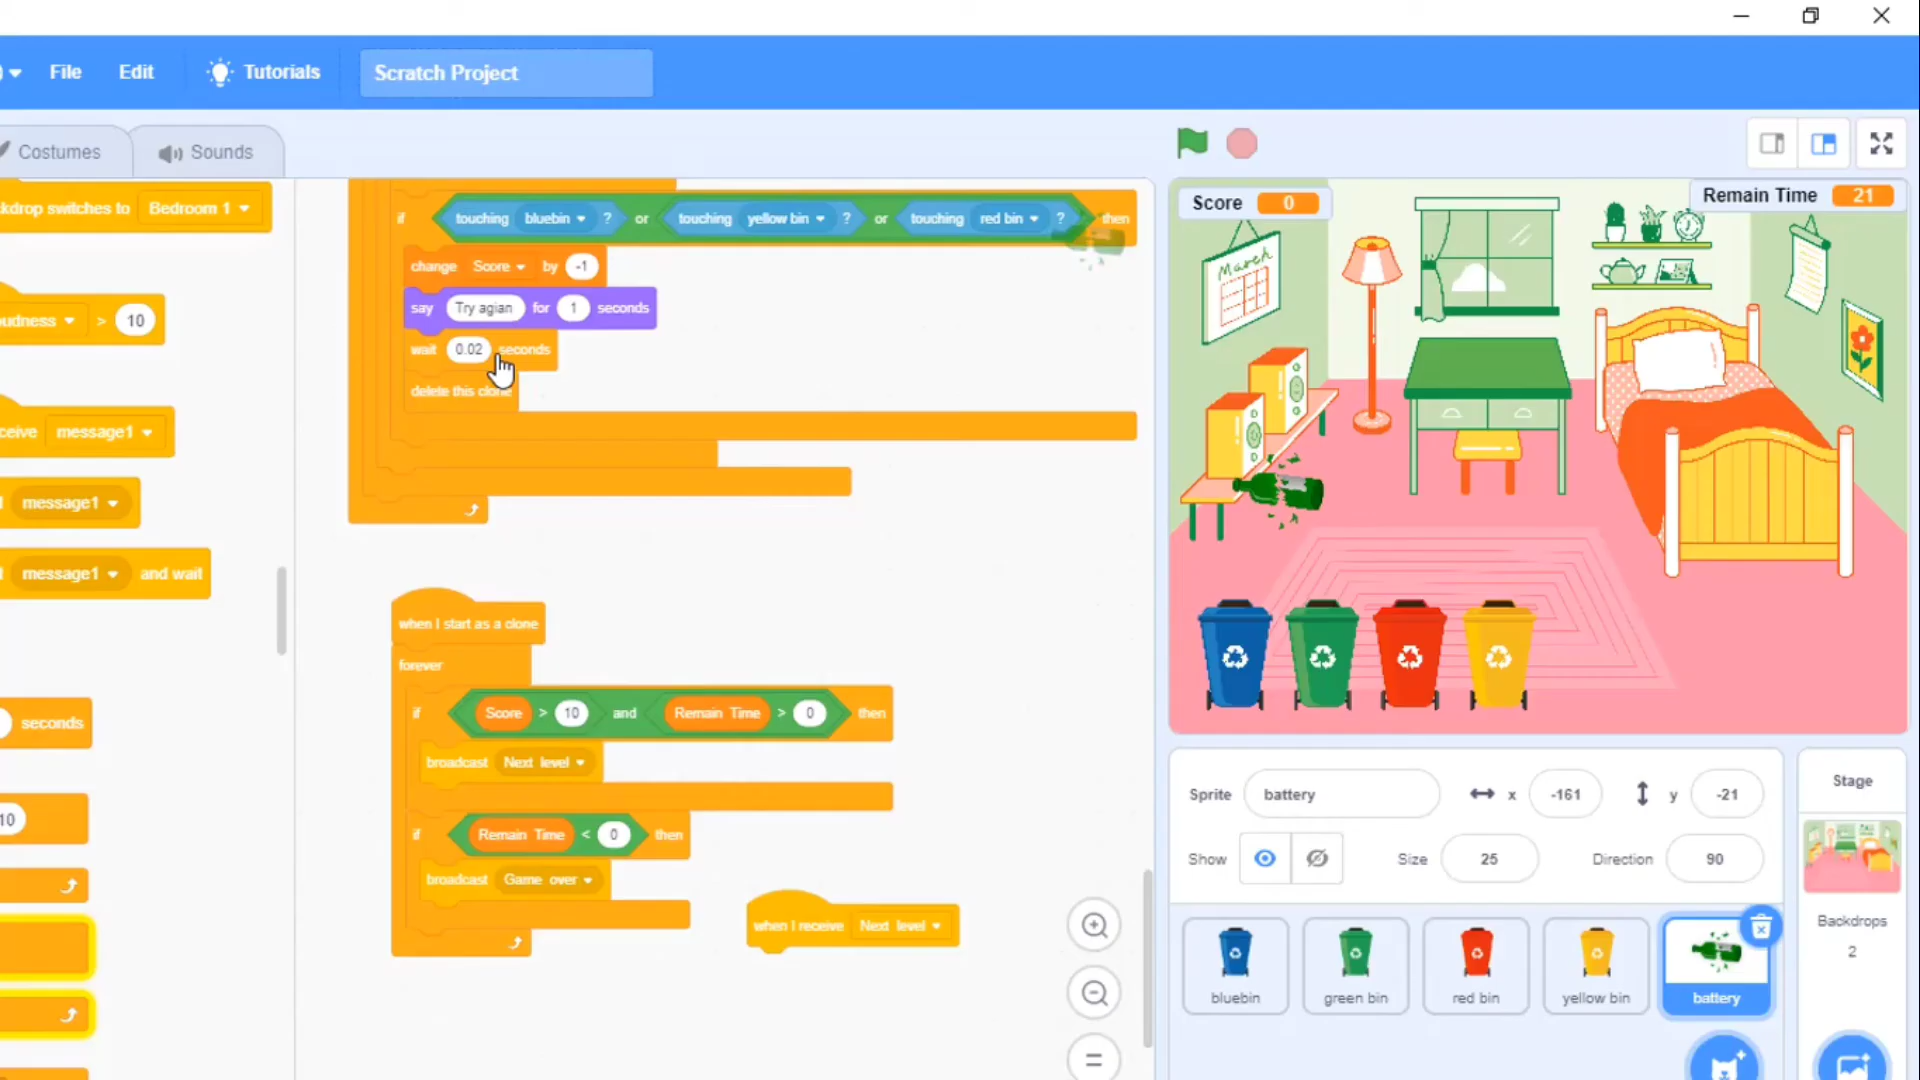 File Edit Tutorials Scratch Project
Costumes Sounds
kdrop switches to Bedroom 1
udness > 10
ceive message1
message1
message1 and wait
seconds
10
if touching bluebin ? or touching yellow bin ? or touching red bin ? then
change Score by -1
say Try agian for 1 seconds
wait 0.02 seconds
delete this clone
when I start as a clone
forever
if Score > 10 and Remain Time > 0 then
broadcast Next level
if Remain Time < 0 then
broadcast Game over
when I receive Next level
Score 0
Remain Time 21
March
Sprite battery x -161 y -21
Show Size 25 Direction 90
bluebin green bin red bin yellow bin battery
Stage
Backdrops
2